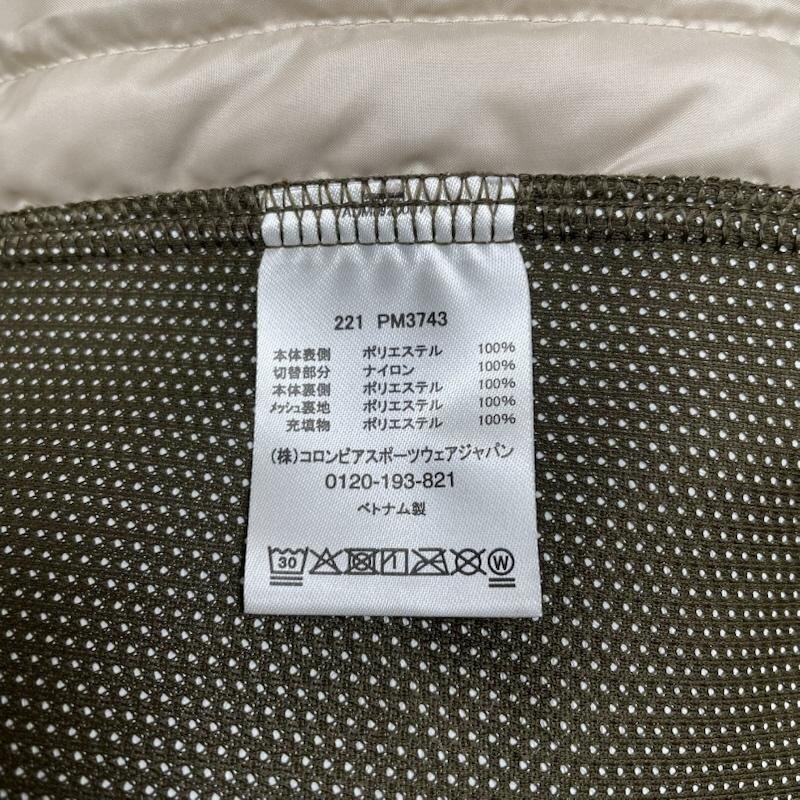 221 PM3743
本体表側 ポリエステル 100%
切替部分 ナイロン 100%
本体裏側 ポリエステル 100%
メッシュ裏地 ポリエステル 100%
充填物 ポリエステル 100%
(株)コロンビアスポーツウェアジャパン
0120-193-821
ベトナム製
30
W